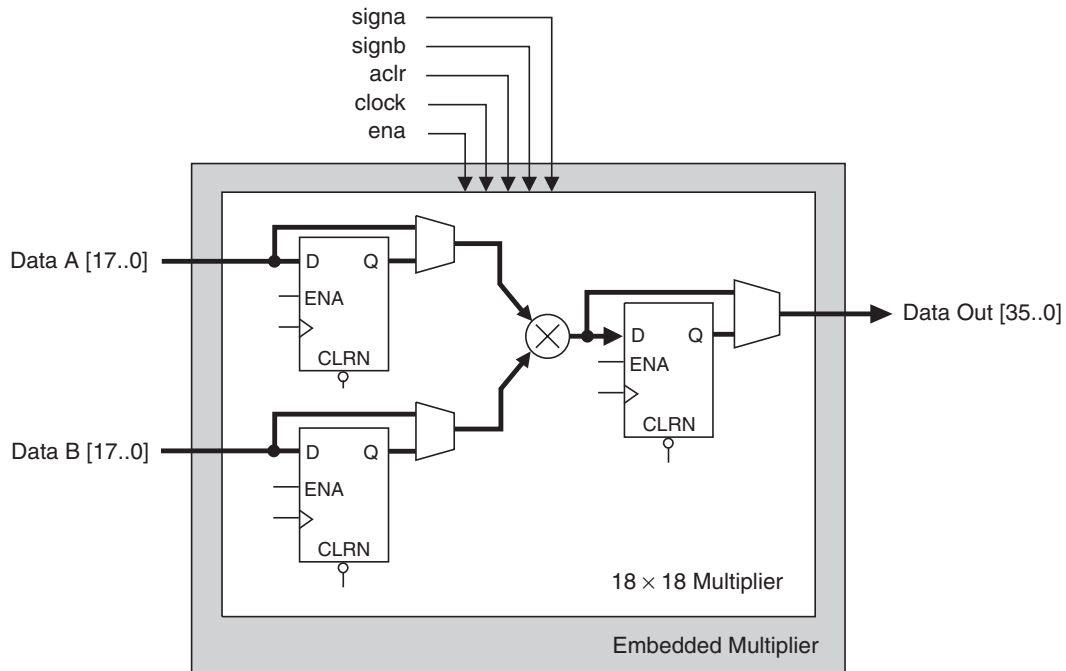 signa
signb
aclr
clock
ena
Data A [17..0]
D Q
ENA
CLRN
Data B [17..0]
D Q
ENA
CLRN
D Q
ENA
CLRN
Data Out [35..0]
18 × 18 Multiplier
Embedded Multiplier